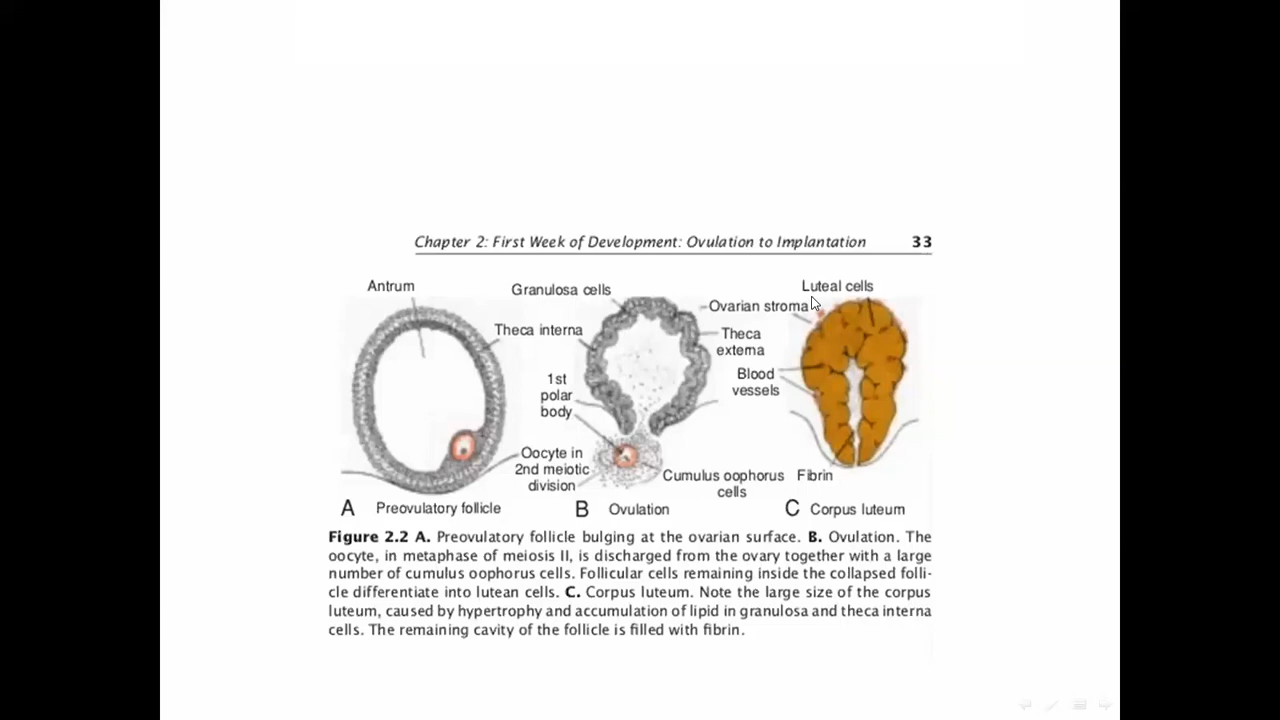 Chapter 2: First Week of Development: Ovulation to Implantation 33
Antrum
Granulosa cells
Luteal cells
Ovarian stroma
Theca interna
Theca
externa
1st
polar
body
Blood
vessels
Oocyte in
2nd meiotic
division
Cumulus oophorus
cells
Fibrin
A Preovulatory follicle
B Ovulation
C Corpus luteum
Figure 2.2 A. Preovulatory follicle bulging at the ovarian surface. B. Ovulation. The
oocyte, in metaphase of meiosis II, is discharged from the ovary together with a large
number of cumulus oophorus cells. Follicular cells remaining inside the collapsed folli-
cle differentiate into lutean cells. C. Corpus luteum. Note the large size of the corpus
luteum, caused by hypertrophy and accumulation of lipid in granulosa and theca interna
cells. The remaining cavity of the follicle is filled with fibrin.